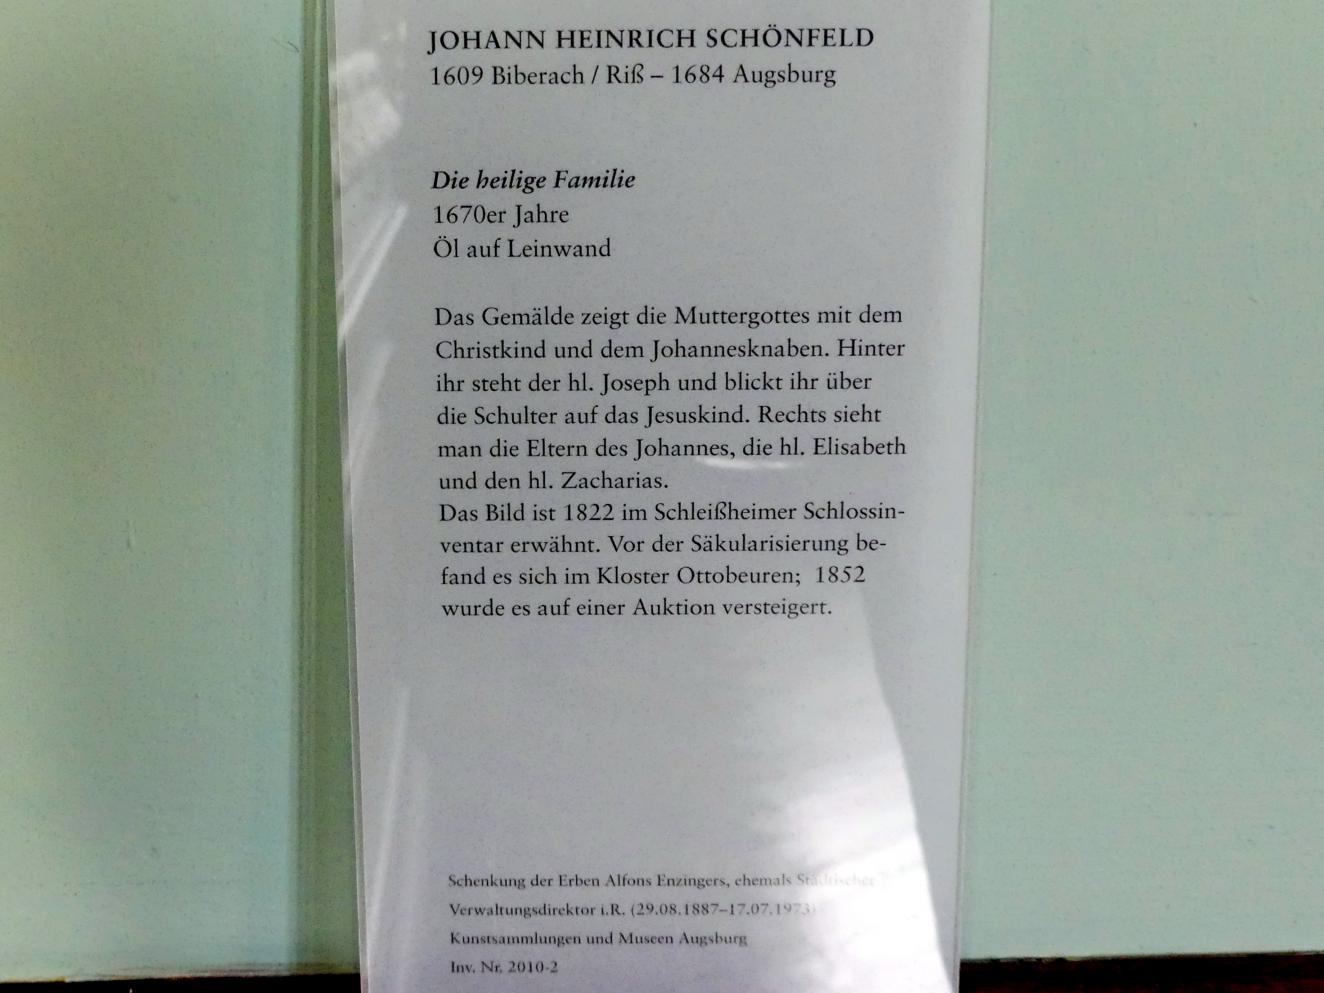 JOHANN HEINRICH SCHÖNFELD
1609 Biberach / Riß – 1684 Augsburg
Die heilige Familie
1670er Jahre
Öl auf Leinwand
Das Gemälde zeigt die Muttergottes mit dem
Christkind und dem Johannesknaben. Hinter
ihr steht der hl. Joseph und blickt ihr über
die Schulter auf das Jesuskind. Rechts sieht
man die Eltern des Johannes, die hl. Elisabeth
und den hl. Zacharias.
Das Bild ist 1822 im Schleißheimer Schlossin-
ventar erwähnt. Vor der Säkularisierung be-
fand es sich im Kloster Ottobeuren; 1852
wurde es auf einer Auktion versteigert.
Schenkung der Erben Alfons Enzingers, ehemals Städtischer
Verwaltungsdirektor i.R. (29.08.1887–17.07.1973)
Kunstsammlungen und Museen Augsburg
Inv. Nr. 2010-2